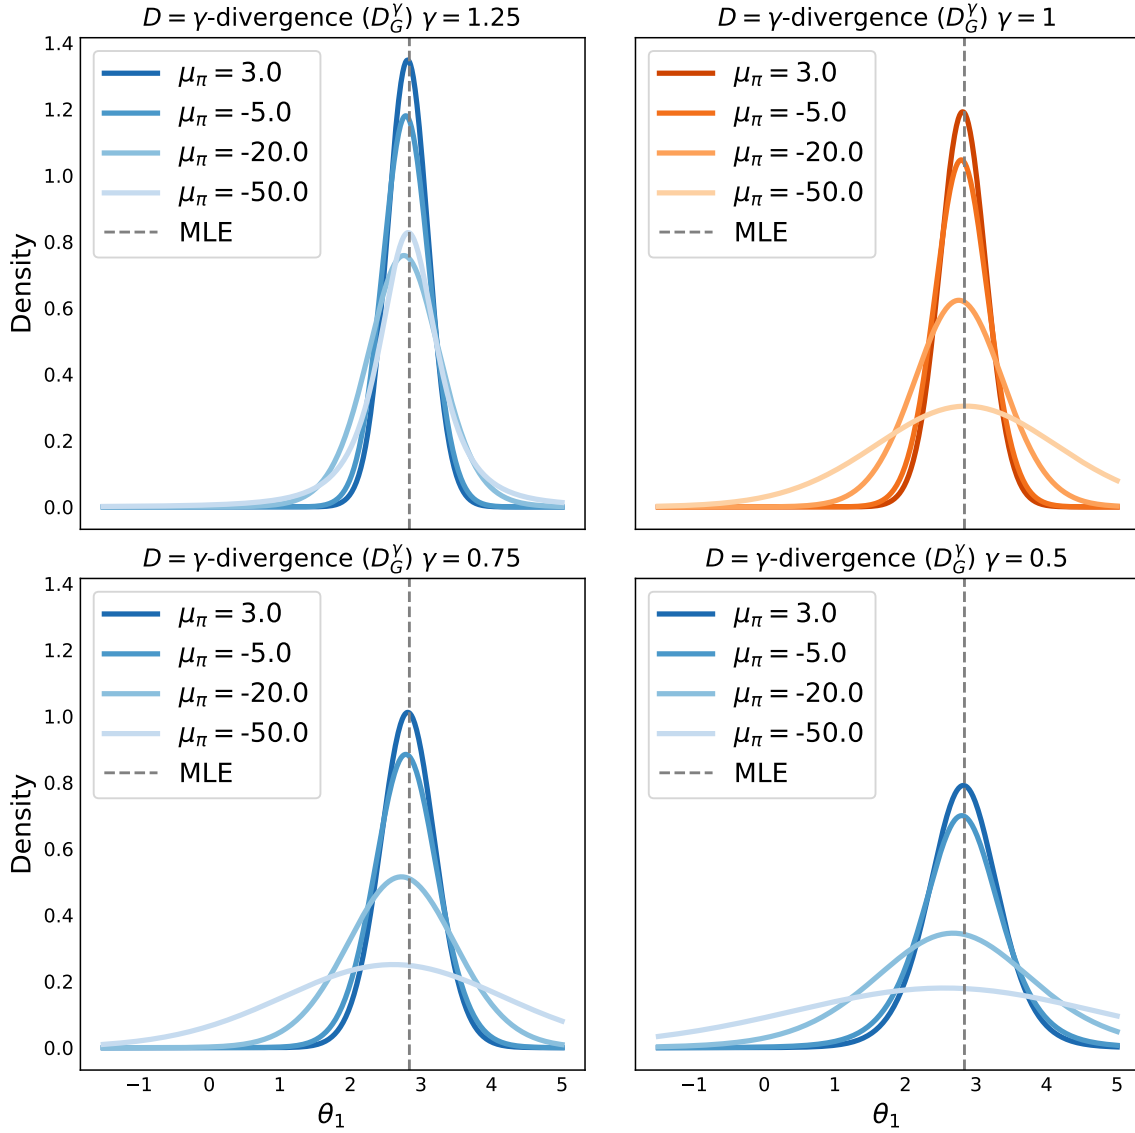 D = γ-divergence (D_G^γ) γ = 1.25
D = γ-divergence (D_G^γ) γ = 1
1.4
1.2
1.0
0.8
0.6
0.4
0.2
0.0
Density
μ_π = 3.0
μ_π = -5.0
μ_π = -20.0
μ_π = -50.0
MLE
μ_π = 3.0
μ_π = -5.0
μ_π = -20.0
μ_π = -50.0
MLE
D = γ-divergence (D_G^γ) γ = 0.75
D = γ-divergence (D_G^γ) γ = 0.5
1.4
1.2
1.0
0.8
0.6
0.4
0.2
0.0
Density
μ_π = 3.0
μ_π = -5.0
μ_π = -20.0
μ_π = -50.0
MLE
μ_π = 3.0
μ_π = -5.0
μ_π = -20.0
μ_π = -50.0
MLE
−1 0 1 2 3 4 5
−1 0 1 2 3 4 5
θ_1
θ_1